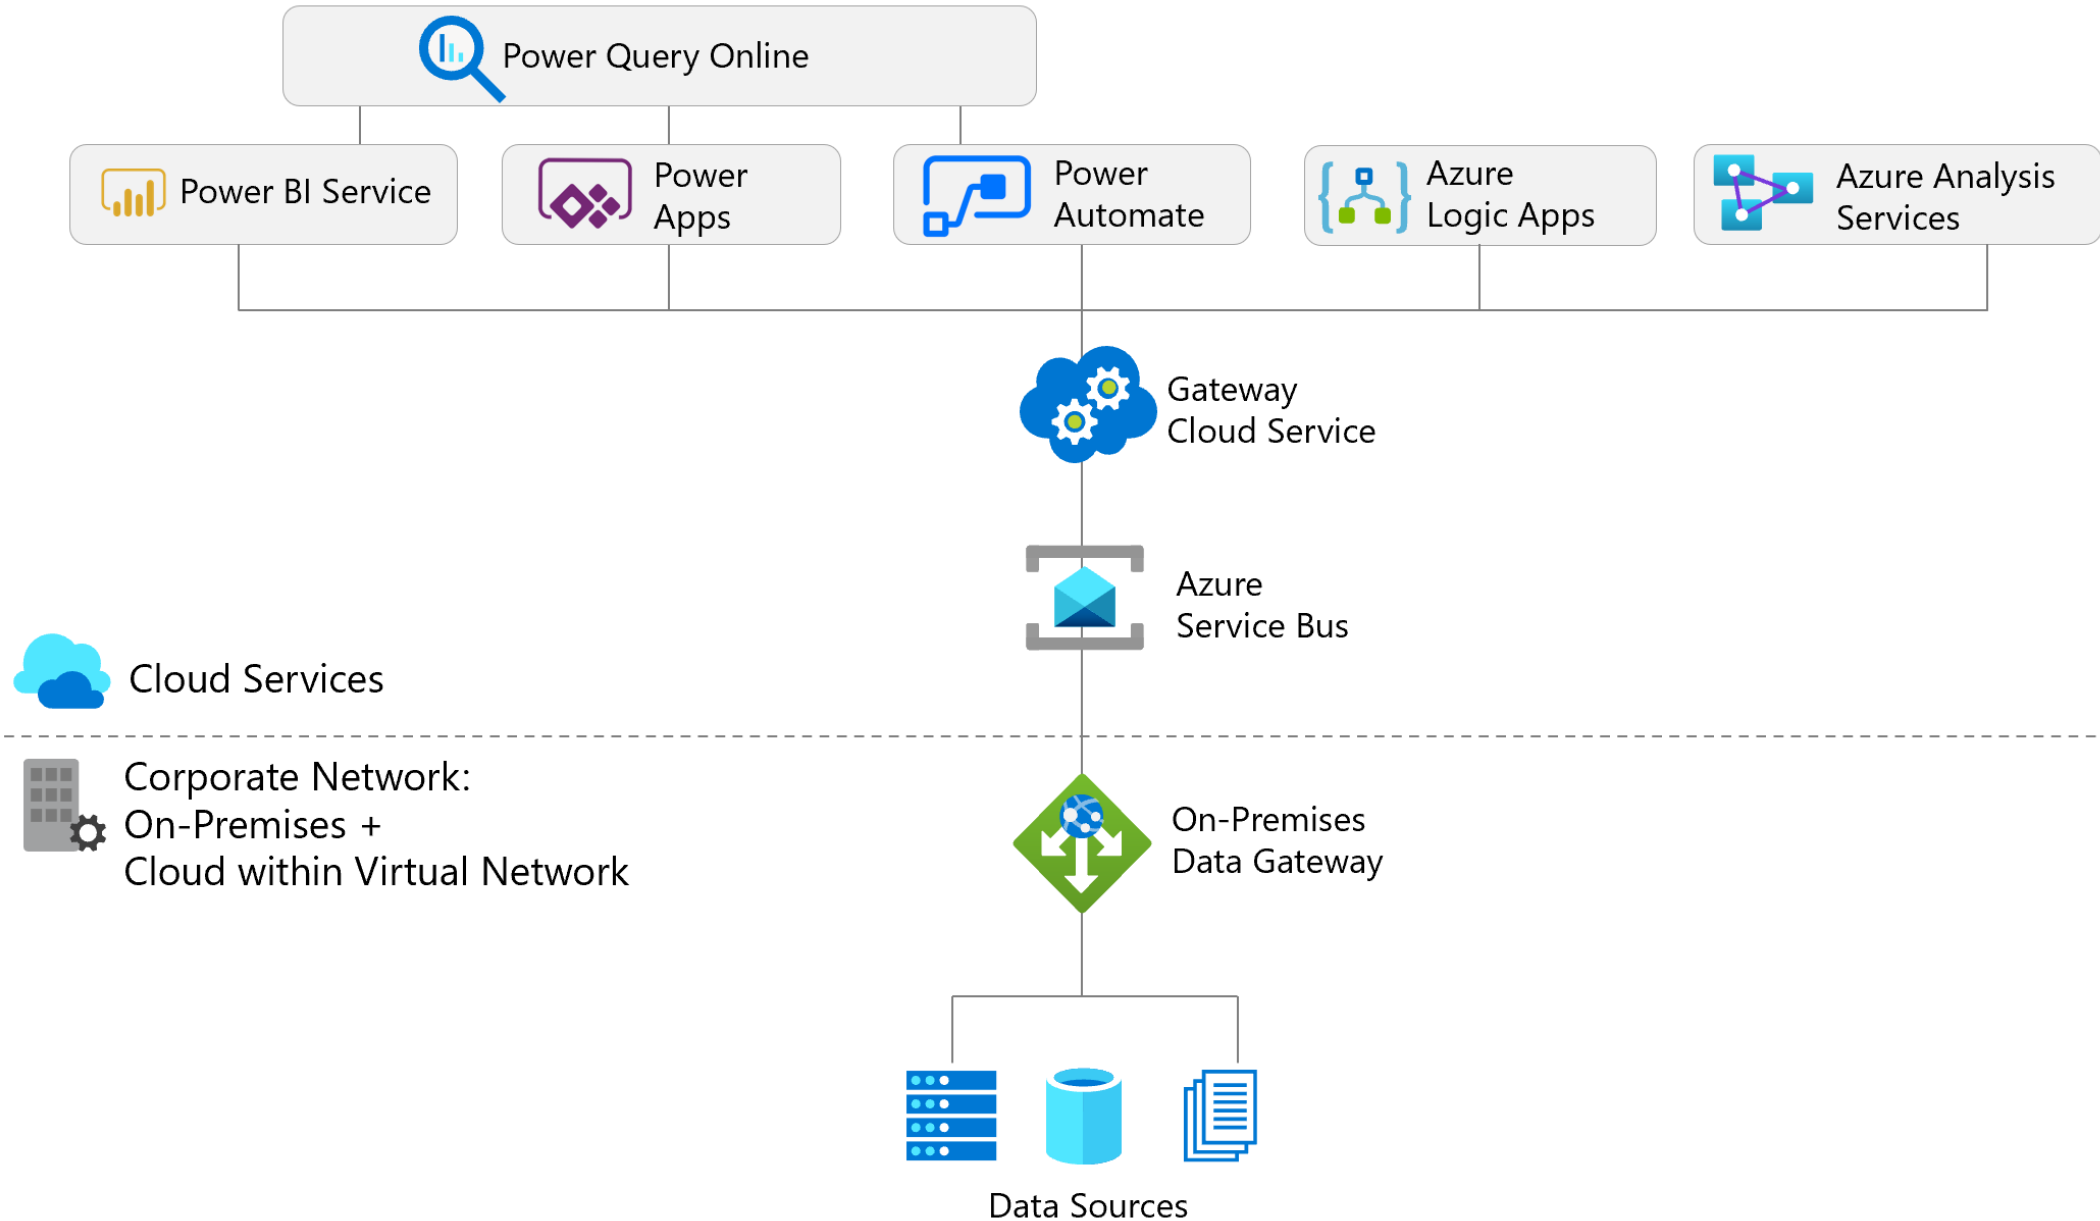 Power Query Online
Power BI Service
Power
Apps
Power
Automate
Azure
Logic Apps
Azure Analysis
Services
Gateway
Cloud Service
Azure
Service Bus
Cloud Services
Corporate Network:
On-Premises +
Cloud within Virtual Network
On-Premises
Data Gateway
Data Sources